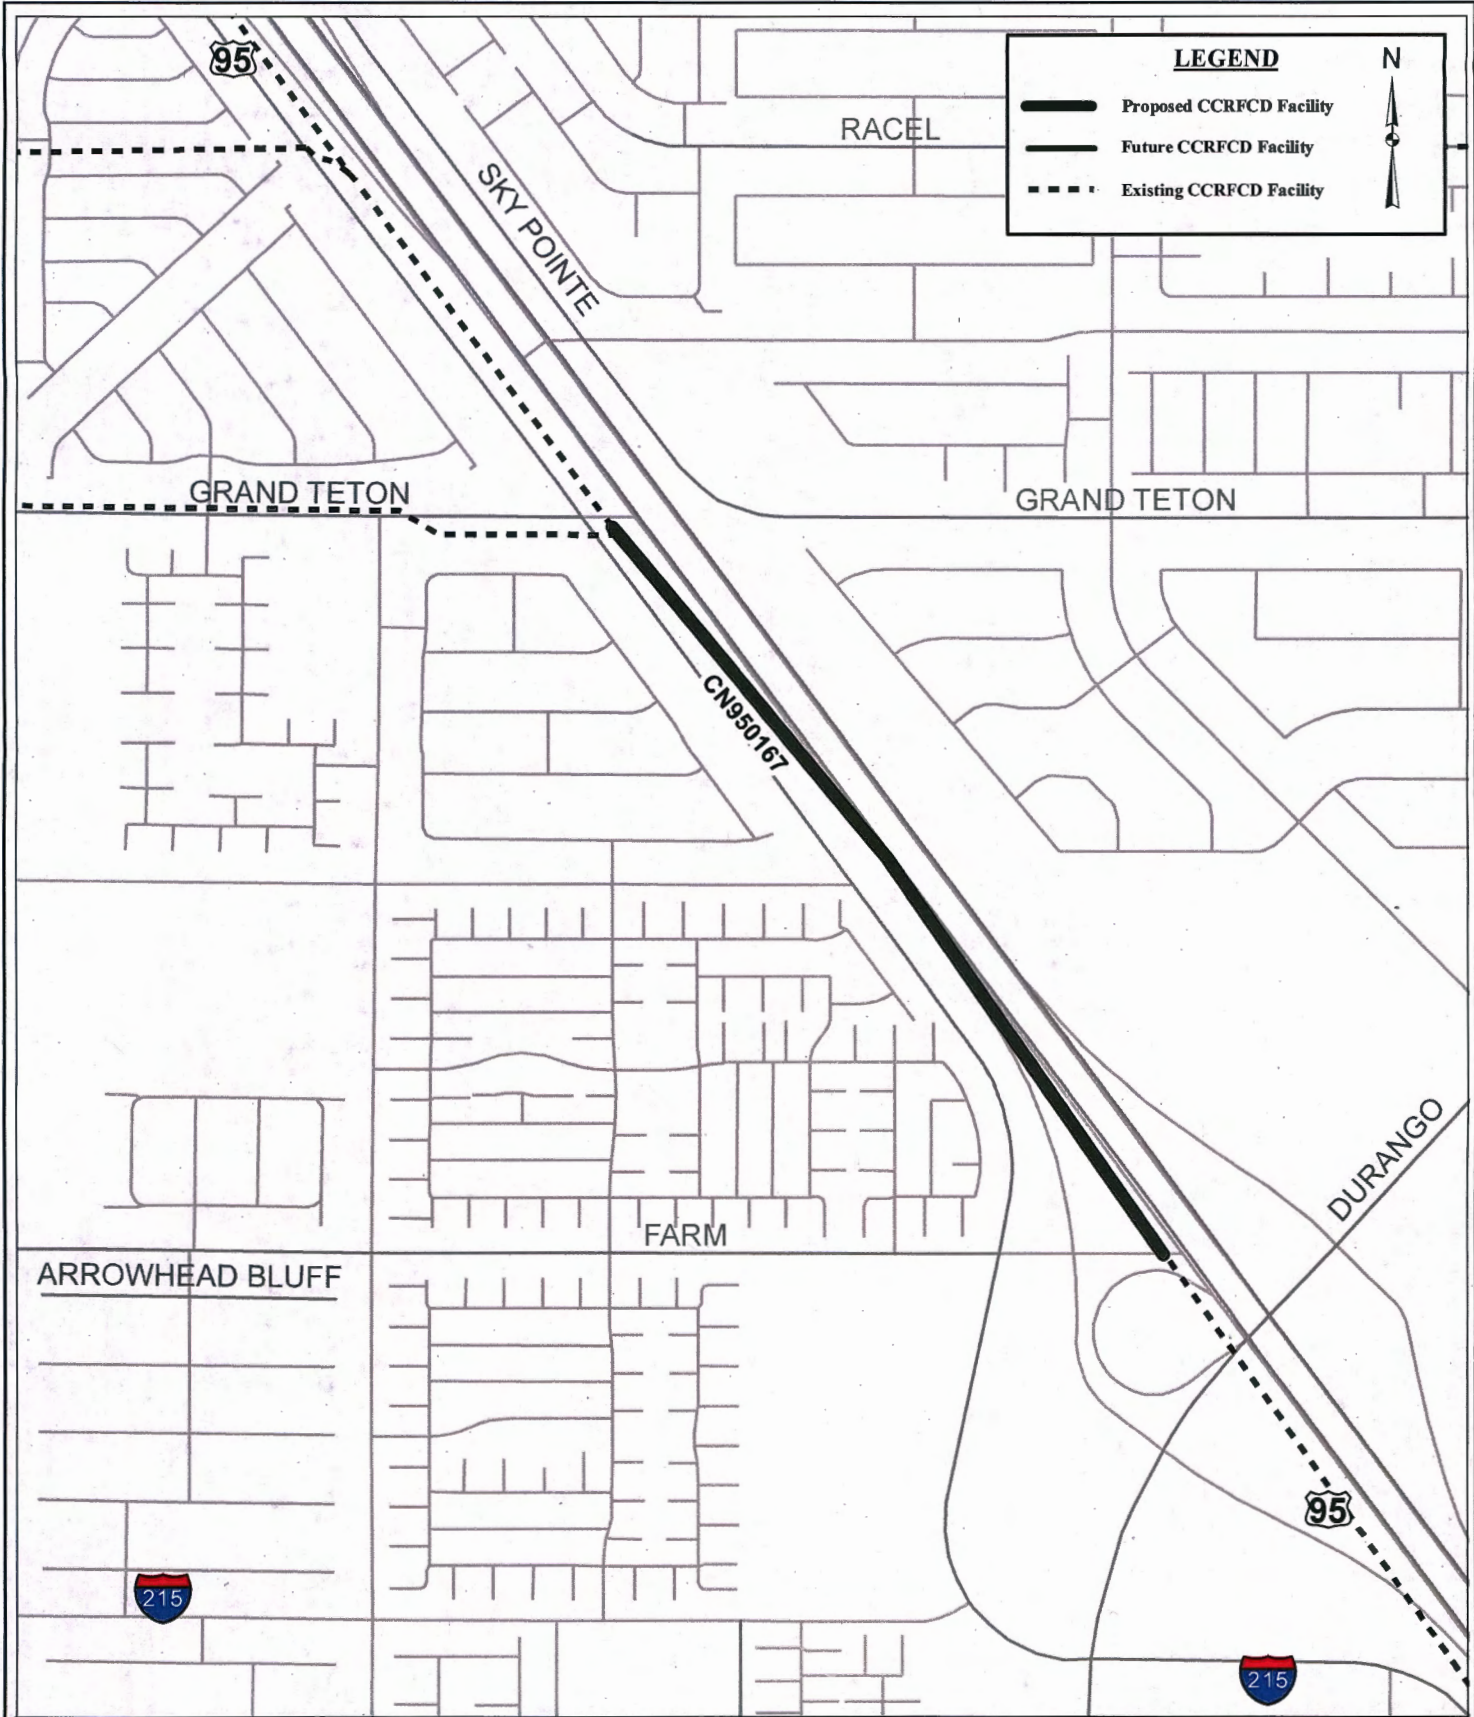 95
LEGEND
N
Proposed CCRFCD Facility
Future CCRFCD Facility
Existing CCRFCD Facility
RACEL
SKY POINTE
GRAND TETON
GRAND TETON
CN950167
DURANGO
FARM
ARROWHEAD BLUFF
95
215
215